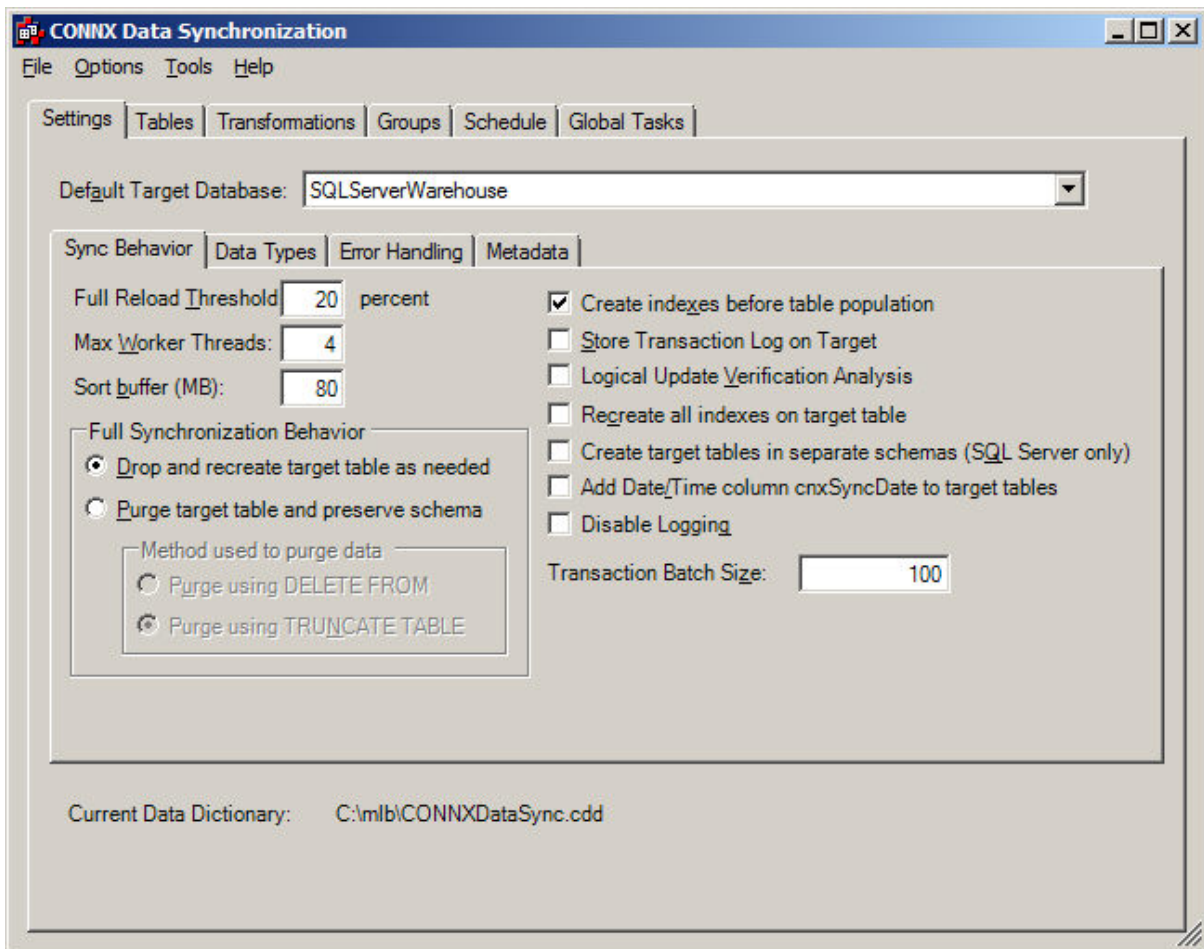 CONNX Data Synchronization
File Options Tools Help
Settings Tables Transformations Groups Schedule Global Tasks
Default Target Database: SQLServerWarehouse
Sync Behavior Data Types Error Handling Metadata
Full Reload Threshold 20 percent
Max Worker Threads: 4
Sort buffer (MB): 80
Full Synchronization Behavior
Drop and recreate target table as needed
Purge target table and preserve schema
Method used to purge data
Purge using DELETE FROM
Purge using TRUNCATE TABLE
Create indexes before table population
Store Transaction Log on Target
Logical Update Verification Analysis
Recreate all indexes on target table
Create target tables in separate schemas (SQL Server only)
Add Date/Time column cnxSyncDate to target tables
Disable Logging
Transaction Batch Size: 100
Current Data Dictionary: C:\mlb\CONNXDataSync.cdd